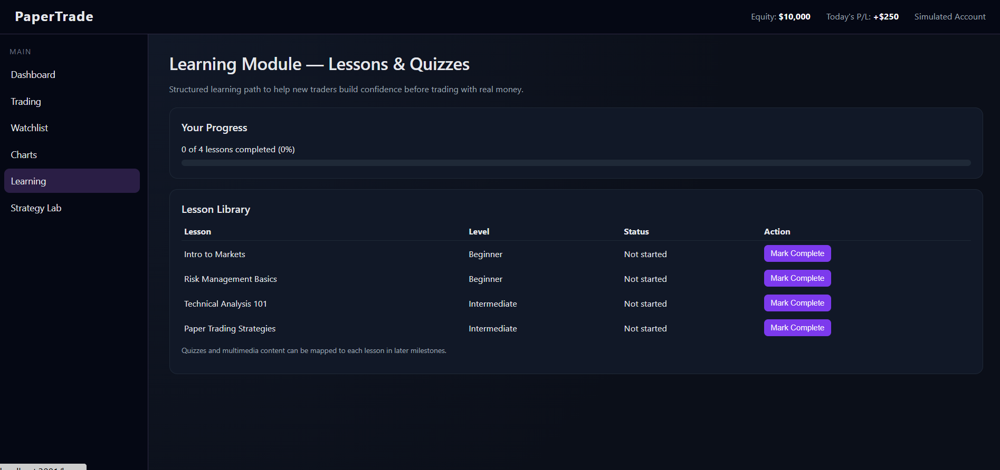 PaperTrade
Equity: $10,000 Today's P/L: +$250 Simulated Account
MAIN
Dashboard
Trading
Watchlist
Charts
Learning
Strategy Lab
Learning Module — Lessons & Quizzes
Structured learning path to help new traders build confidence before trading with real money.
Your Progress
0 of 4 lessons completed (0%)
Lesson Library
Lesson Level Status Action
Intro to Markets Beginner Not started Mark Complete
Risk Management Basics Beginner Not started Mark Complete
Technical Analysis 101 Intermediate Not started Mark Complete
Paper Trading Strategies Intermediate Not started Mark Complete
Quizzes and multimedia content can be mapped to each lesson in later milestones.